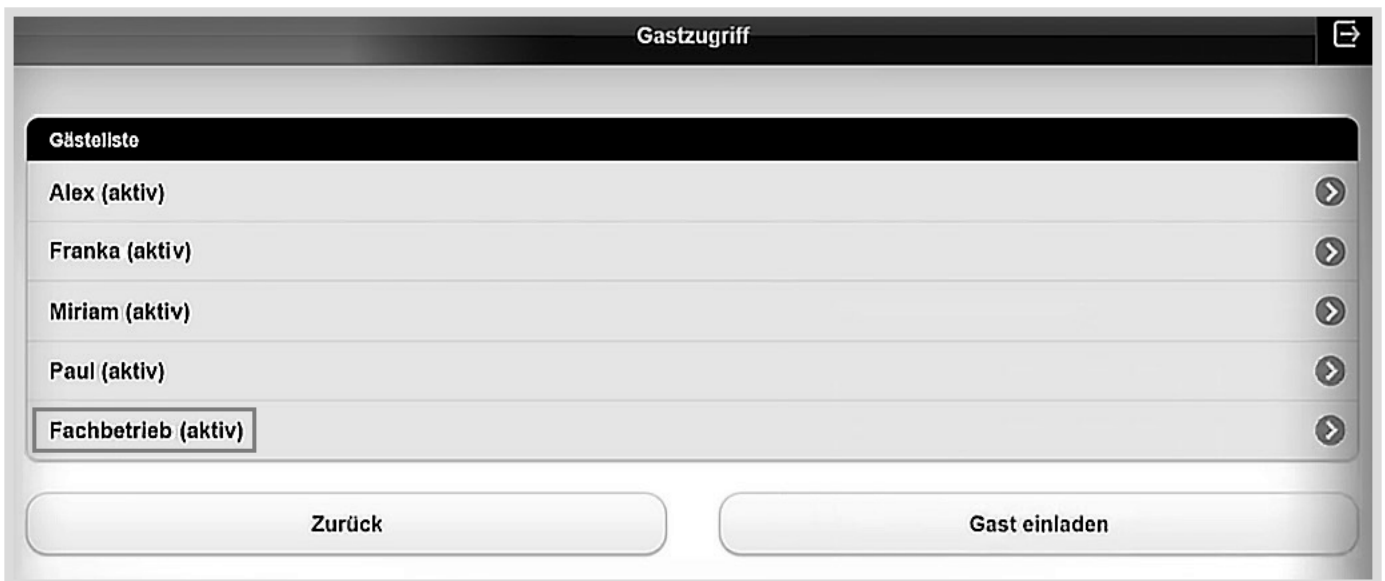 Gastzugriff
Gästeliste
Alex (aktiv)
Franka (aktiv)
Miriam (aktiv)
Paul (aktiv)
Fachbetrieb (aktiv)
Zurück
Gast einladen